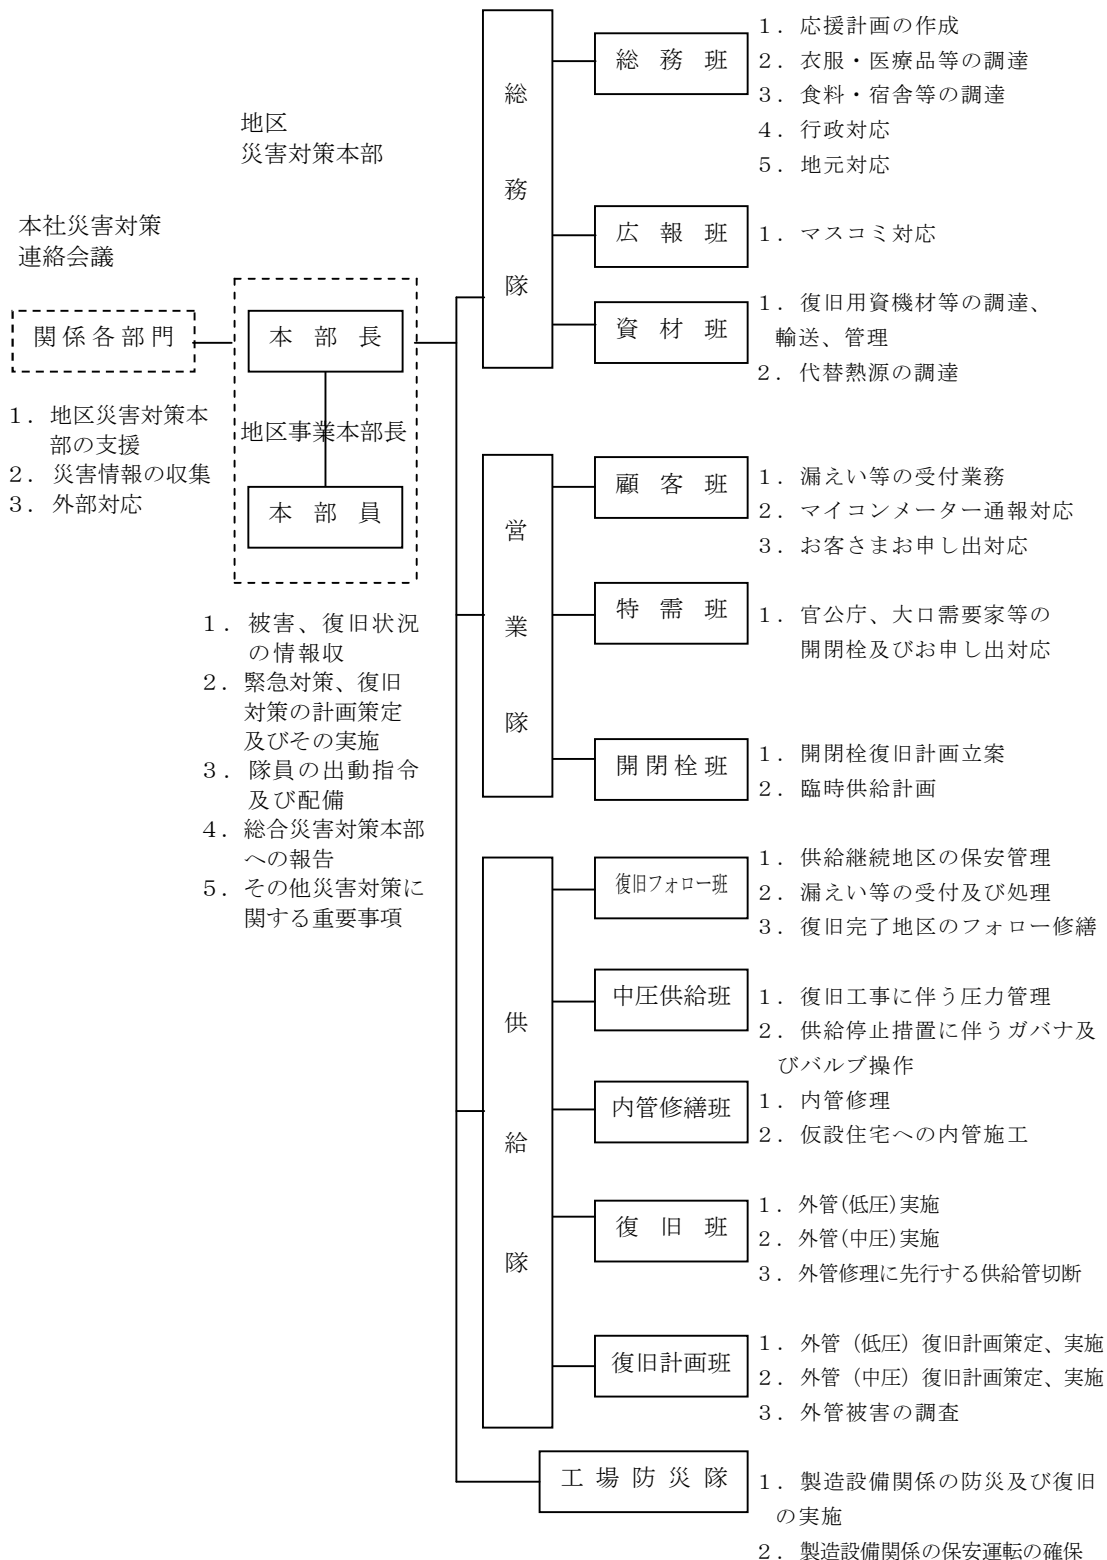 本社災害対策
連絡会議
関係各部門
1．地区災害対策本
部の支援
2．災害情報の収集
3．外部対応
地区
災害対策本部
本部長
地区事業本部長
本部員
1．被害、復旧状況
の情報収
2．緊急対策、復旧
対策の計画策定
及びその実施
3．隊員の出動指令
及び配備
4．総合災害対策本部
への報告
5．その他災害対策に
関する重要事項
総務隊
総務班
1．応援計画の作成
2．衣服・医療品等の調達
3．食料・宿舎等の調達
4．行政対応
5．地元対応
広報班
1．マスコミ対応
資材班
1．復旧用資機材等の調達、
輸送、管理
2．代替熱源の調達
営業隊
顧客班
1．漏えい等の受付業務
2．マイコンメーター通報対応
3．お客さまお申し出対応
特需班
1．官公庁、大口需要家等の
開閉栓及びお申し出対応
開閉栓班
1．開閉栓復旧計画立案
2．臨時供給計画
供給隊
復旧フォロー班
1．供給継続地区の保安管理
2．漏えい等の受付及び処理
3．復旧完了地区のフォロー修繕
中圧供給班
1．復旧工事に伴う圧力管理
2．供給停止措置に伴うガバナ及
びバルブ操作
内管修繕班
1．内管修理
2．仮設住宅への内管施工
復旧班
1．外管(低圧)実施
2．外管(中圧)実施
3．外管修理に先行する供給管切断
復旧計画班
1．外管（低圧）復旧計画策定、実施
2．外管（中圧）復旧計画策定、実施
3．外管被害の調査
工場防災隊
1．製造設備関係の防災及び復旧
の実施
2．製造設備関係の保安運転の確保